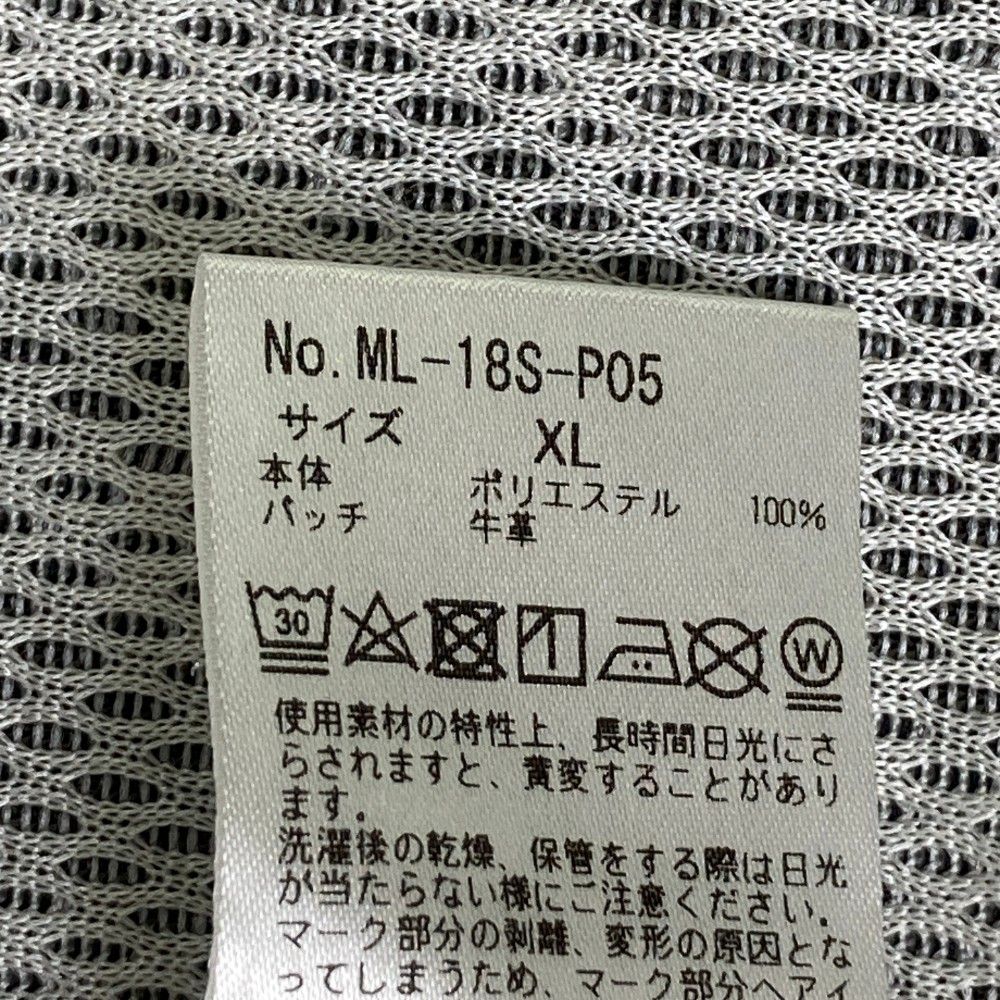 No. ML-18S-P05
サイズ XL
本体 ポリエステル 100%
パッチ 牛革
30 W
使用素材の特性上、長時間日光にさ
らされますと、黄変することがあり
ます。
洗濯後の乾燥、保管をする際は日光
が当たらない様にご注意ください。
マーク部分の剥離、変形の原因とな
ってしまうため、マーク部分へアイ